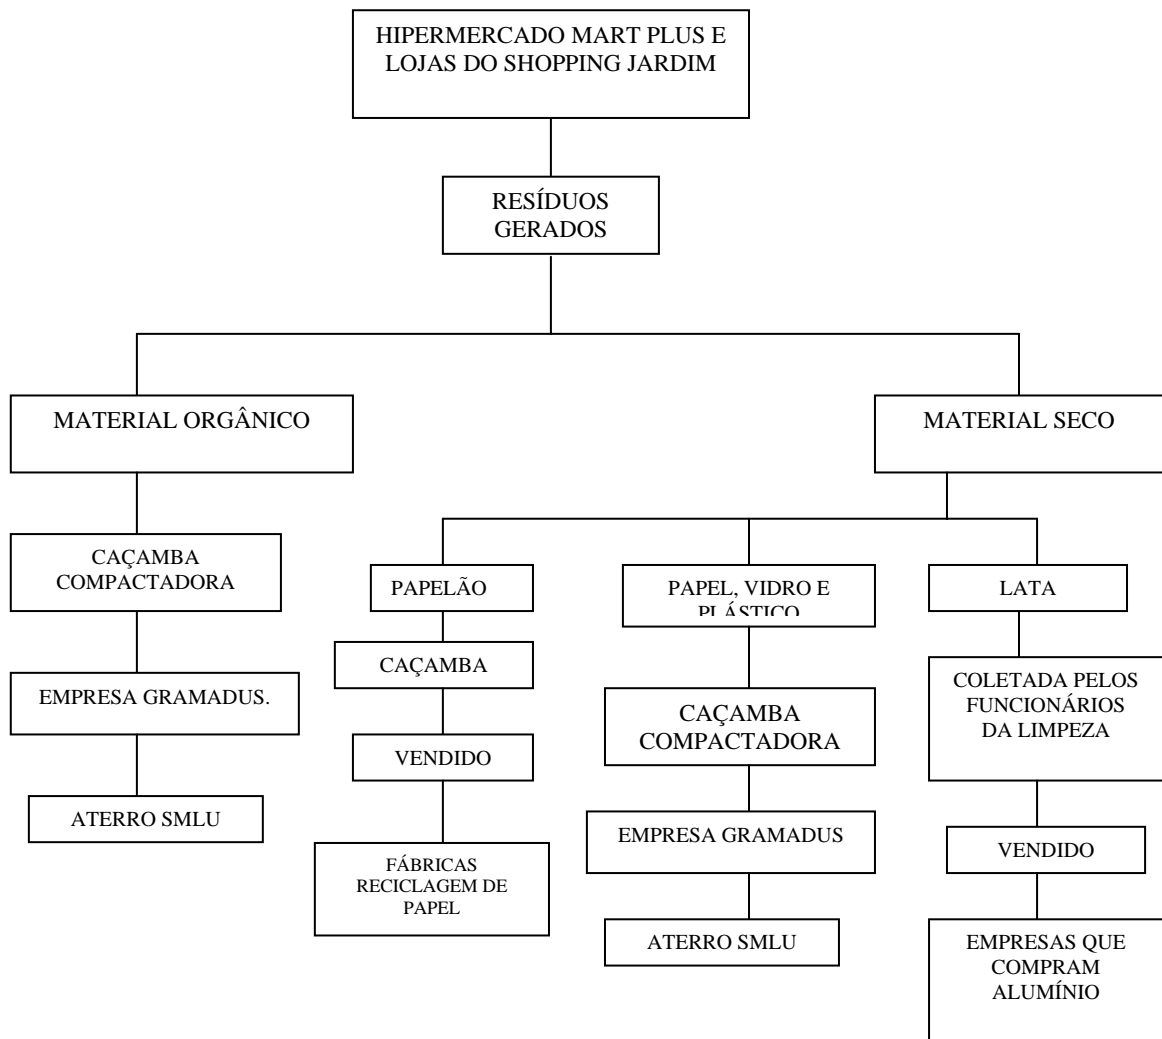 HIPERMERCADO MART PLUS E
LOJAS DO SHOPPING JARDIM
RESÍDUOS
GERADOS
MATERIAL ORGÂNICO
MATERIAL SECO
CAÇAMBA
COMPACTADORA
PAPELÃO
PAPEL, VIDRO E
PLÁSTICO
LATA
CAÇAMBA
COLETADA PELOS
FUNCIONÁRIOS
DA LIMPEZA
EMPRESA GRAMADUS.
CAÇAMBA
COMPACTADORA
VENDIDO
ATERRO SMLU
EMPRESA GRAMADUS
VENDIDO
FÁBRICAS
RECICLAGEM DE
PAPEL
ATERRO SMLU
EMPRESAS QUE
COMPRAM
ALUMÍNIO